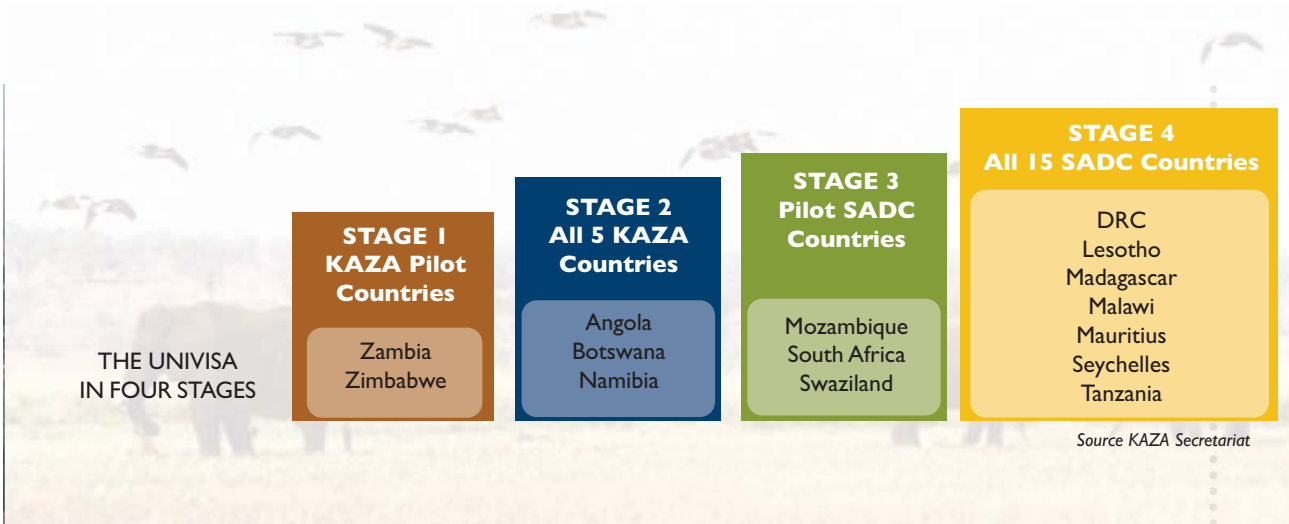 THE UNIVISA
IN FOUR STAGES
STAGE 1
KAZA Pilot
Countries
Zambia
Zimbabwe
STAGE 2
All 5 KAZA
Countries
Angola
Botswana
Namibia
STAGE 3
Pilot SADC
Countries
Mozambique
South Africa
Swaziland
STAGE 4
All 15 SADC Countries
DRC
Lesotho
Madagascar
Malawi
Mauritius
Seychelles
Tanzania
Source KAZA Secretariat